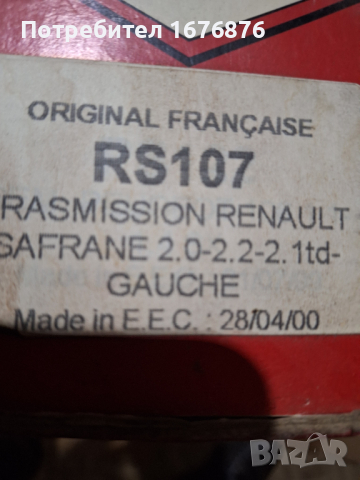 Потребител 1676876
ORIGINAL FRANÇAISE
RS107
RASMISSION RENAULT
SAFRANE 2.0-2.2-2.1td-
GAUCHE
Made in E.E.C. : 28/04/00
BAZAR